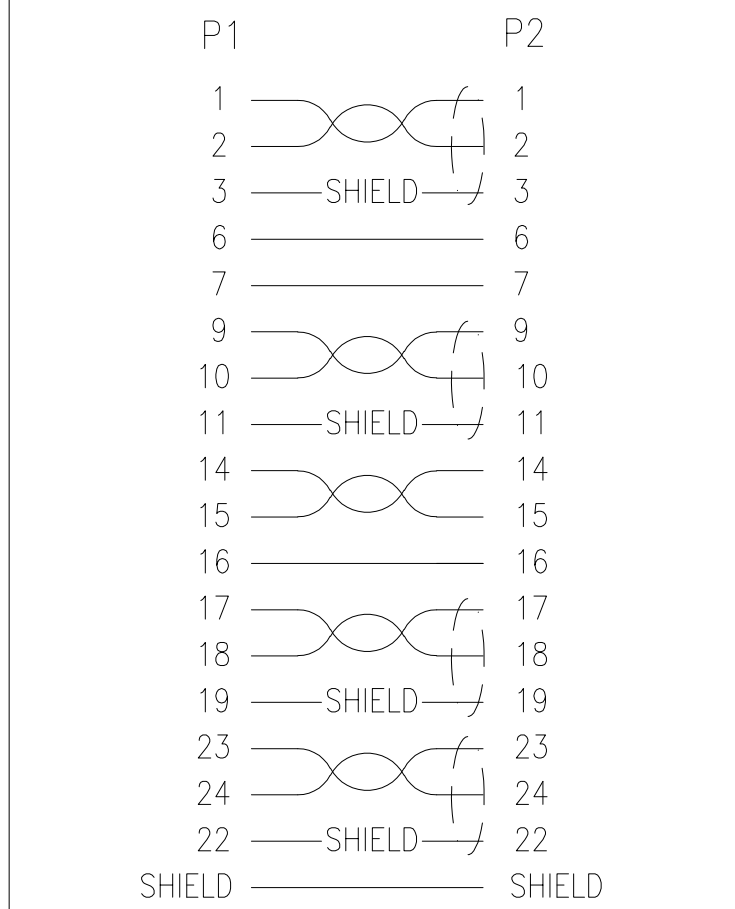 P1 P2
1 1
2 2
3 SHIELD 3
6 6
7 7
9 9
10 10
11 SHIELD 11
14 14
15 15
16 16
17 17
18 18
19 SHIELD 19
23 23
24 24
22 SHIELD 22
SHIELD SHIELD